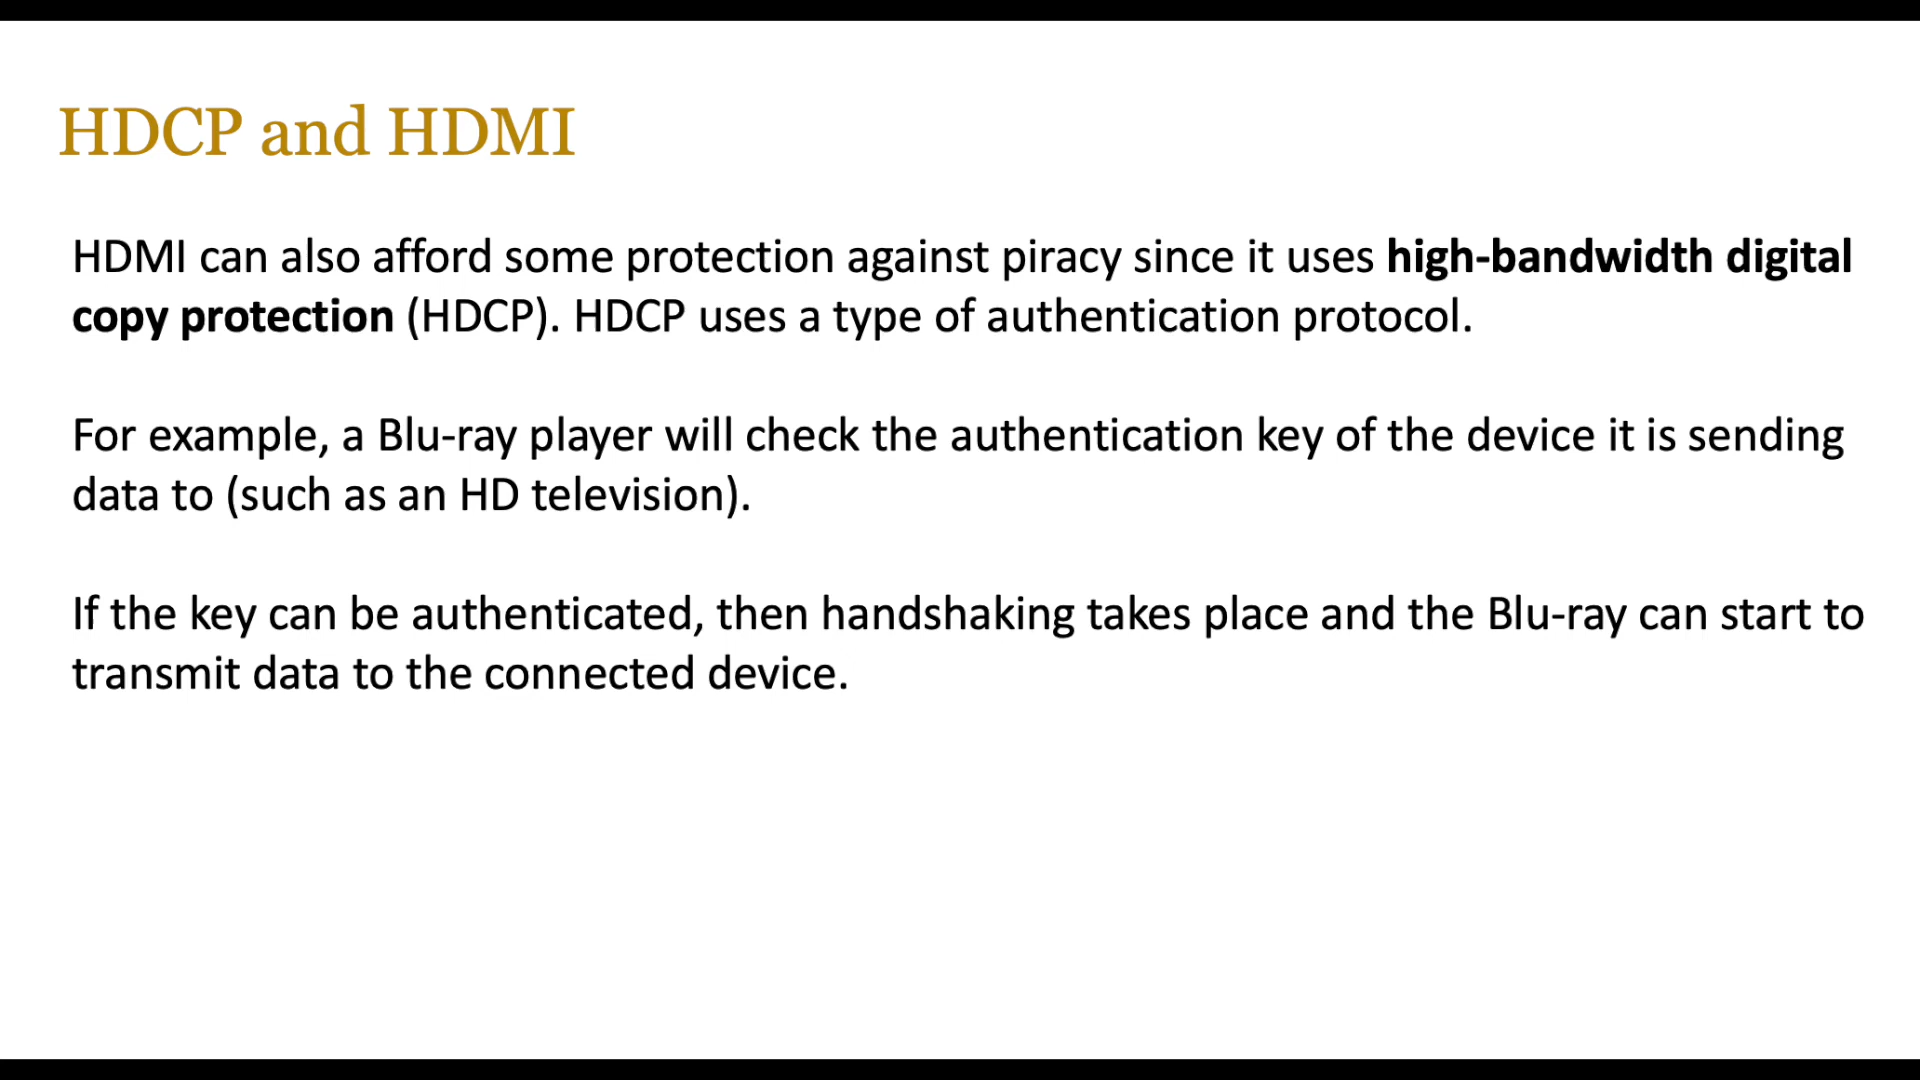 HDCP and HDMI
HDMI can also afford some protection against piracy since it uses high-bandwidth digital
copy protection (HDCP). HDCP uses a type of authentication protocol.
For example, a Blu-ray player will check the authentication key of the device it is sending
data to (such as an HD television).
If the key can be authenticated, then handshaking takes place and the Blu-ray can start to
transmit data to the connected device.